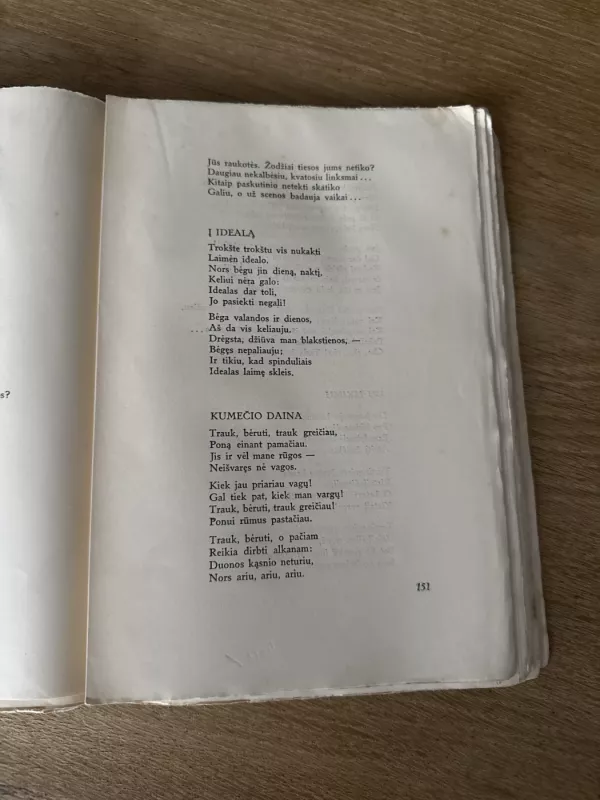 s?
Jūs raukotės. Žodžiai tiesos jums netiko?
Daugiau nekalbėsiu, kvatosiu linksmai...
Kitaip paskutinio netekti skatiko
Galiu, o už scenos badauja vaikai...
Į IDEALĄ
Trokšte trokštu vis nukakti
Laimėn idealo.
Nors bėgu jin dieną, naktį,
Keliui nėra galo:
Idealas dar toli,
Jo pasiekti negali!
Bėga valandos ir dienos,
Aš da vis keliauju.
Drėgsta, džiūva man blakstienos, —
Bėgęs nepaliauju;
Ir tikiu, kad spinduliais
Idealas laimę skleis.
KUMEČIO DAINA
Trauk, bėruti, trauk greičiau,
Poną einant pamačiau.
Jis ir vėl mane rūgos —
Neišvaręs nė vagos.
Kiek jau priariau vagų!
Gal tiek pat, kiek man vargų!
Trauk, bėruti, trauk greičiau!
Ponui rūmus pastačiau.
Trauk, bėruti, o pačiam
Reikia dirbti alkanam:
Duonos kąsnio neturiu,
Nors ariu, ariu, ariu.
151